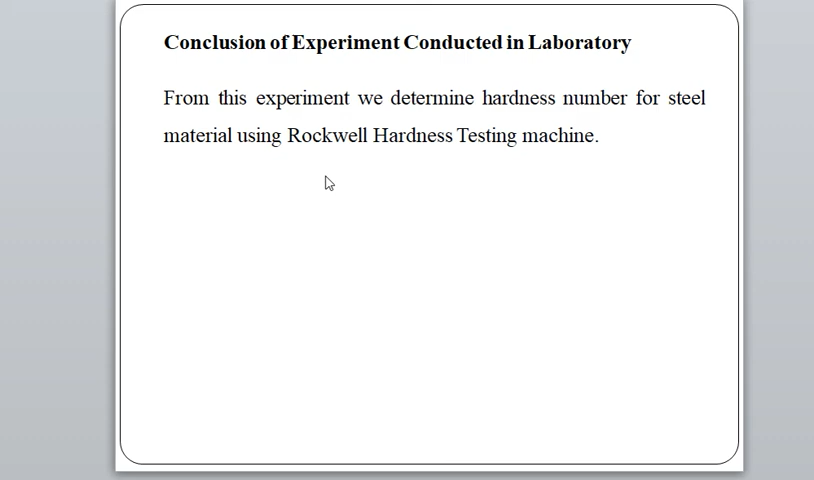 Conclusion of Experiment Conducted in Laboratory
From this experiment we determine hardness number for steel
material using Rockwell Hardness Testing machine.